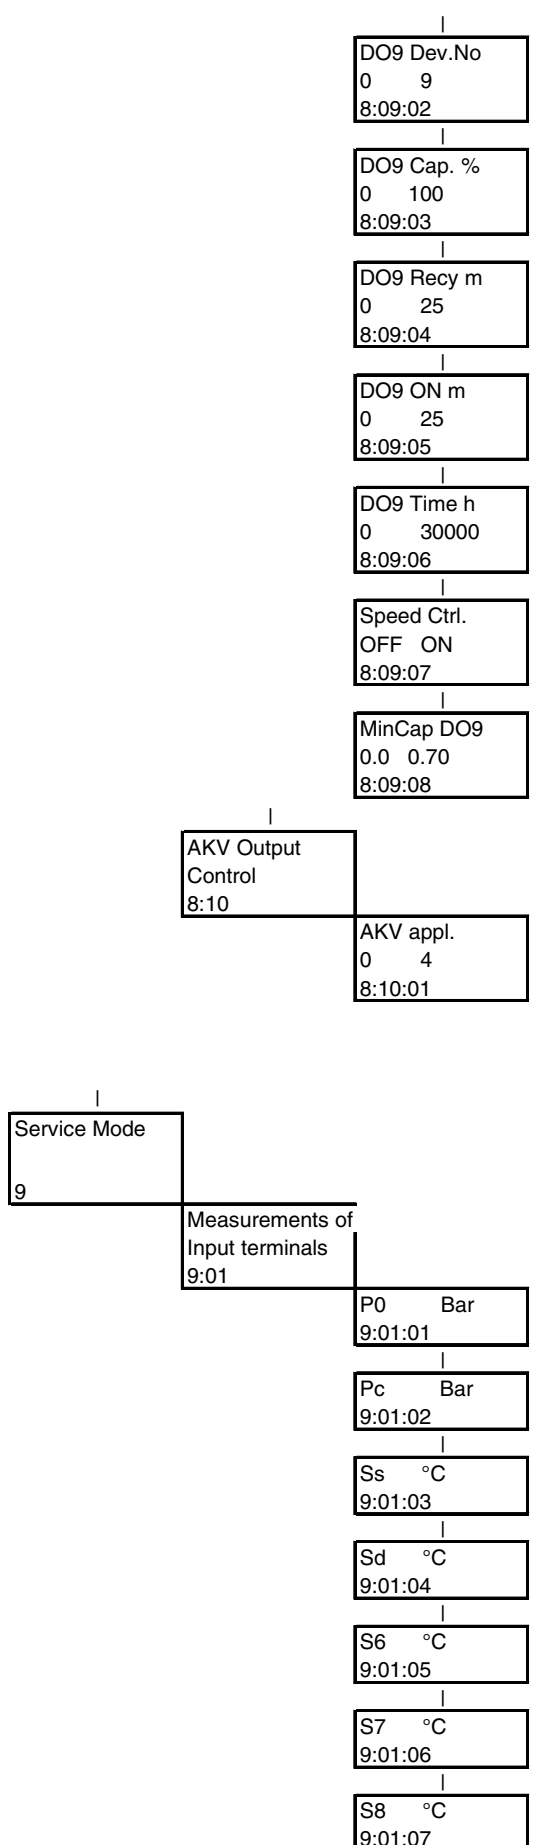 DO9 Dev.No
0 9
8:09:02
DO9 Cap. %
0 100
8:09:03
DO9 Recy m
0 25
8:09:04
DO9 ON m
0 25
8:09:05
DO9 Time h
0 30000
8:09:06
Speed Ctrl.
OFF ON
8:09:07
MinCap DO9
0.0 0.70
8:09:08
AKV Output
Control
8:10
AKV appl.
0 4
8:10:01
Service Mode
9
Measurements of
Input terminals
9:01
P0 Bar
9:01:01
Pc Bar
9:01:02
Ss °C
9:01:03
Sd °C
9:01:04
S6 °C
9:01:05
S7 °C
9:01:06
S8 °C
9:01:07